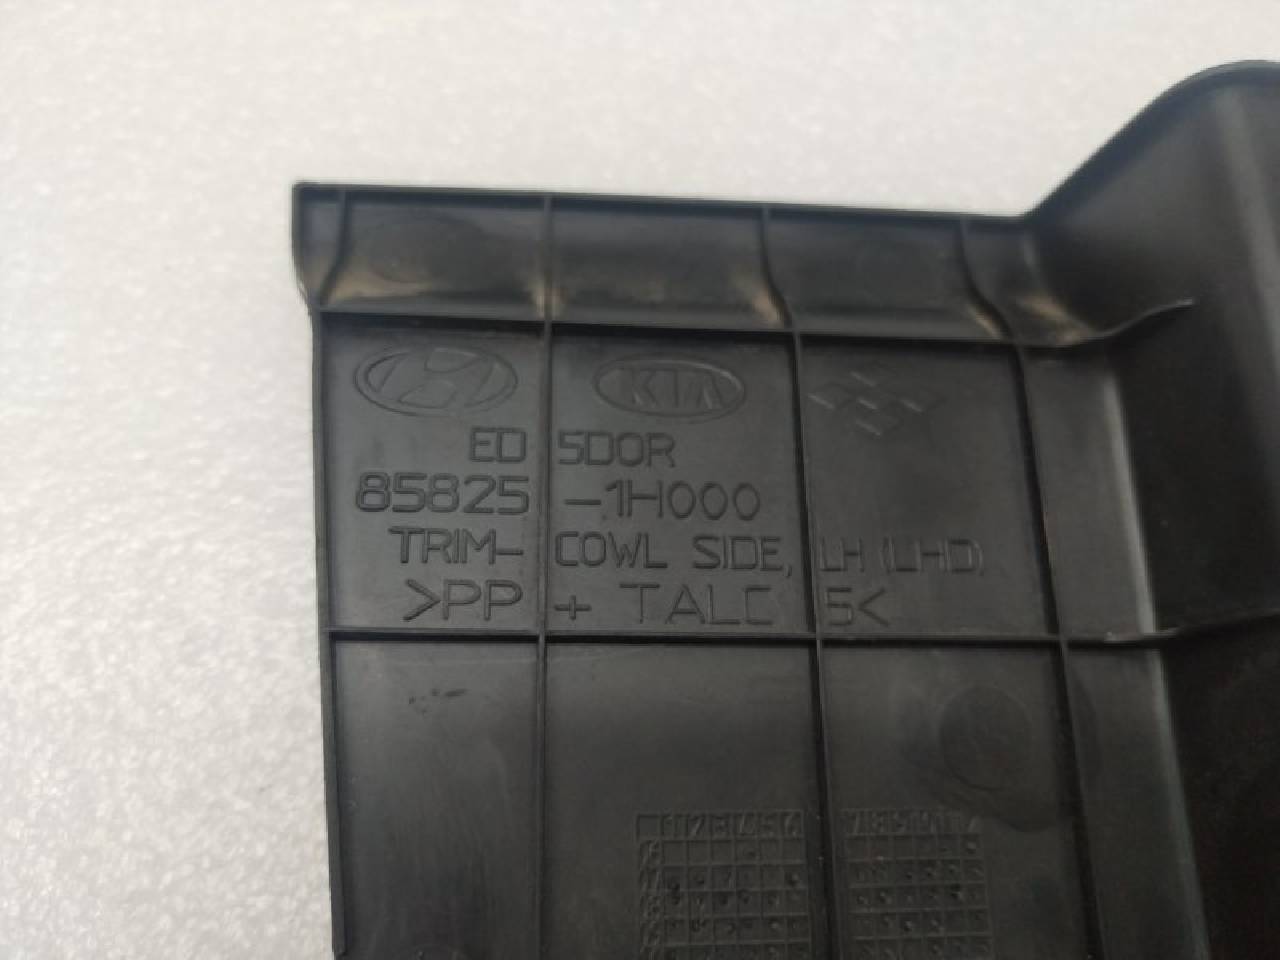 KIA
ED 5DOR
85825-1H000
TRIM-COWL SIDE, LH (LHD)
>PP + TALC 5<